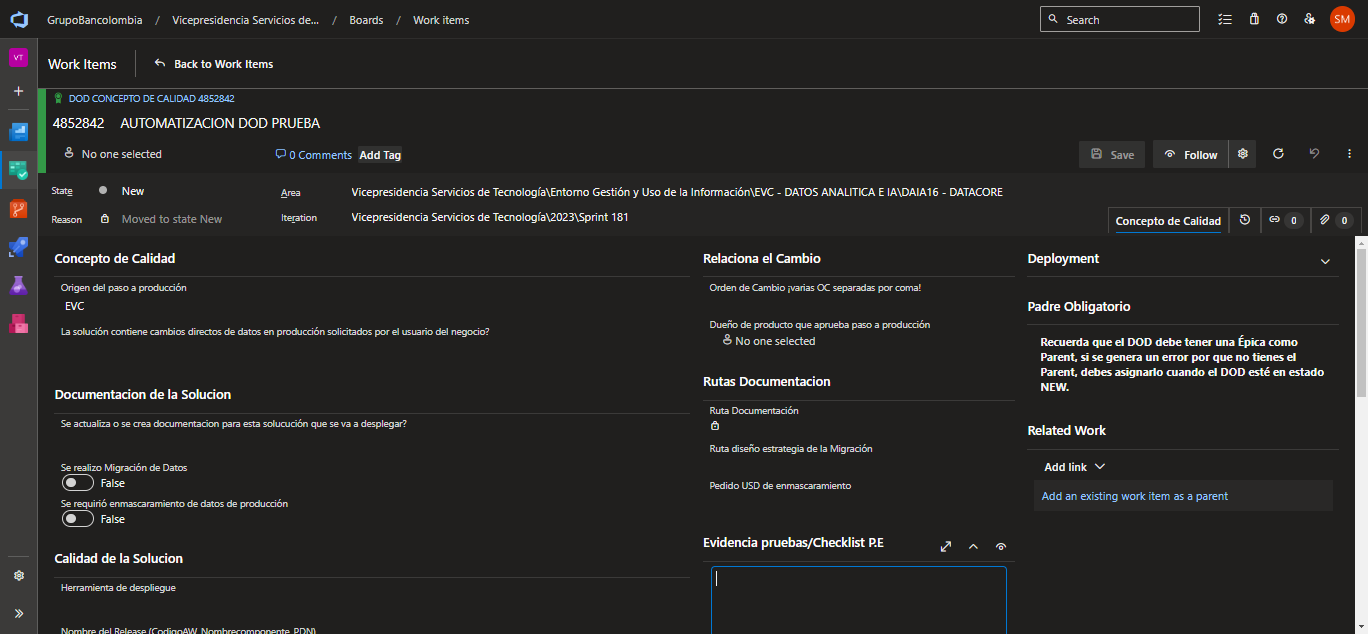 GrupoBancolombia / Vicepresidencia Servicios de... / Boards / Work items
Search
SM
VT
Work Items
Back to Work Items
DOD CONCEPTO DE CALIDAD 4852842
4852842 AUTOMATIZACION DOD PRUEBA
No one selected
0 Comments
Add Tag
Save
Follow
State New
Area Vicepresidencia Servicios de Tecnología\Entorno Gestión y Uso de la Información\EVC - DATOS ANALITICA E IA\DAIA16 - DATACORE
Reason Moved to state New
Iteration Vicepresidencia Servicios de Tecnología\2023\Sprint 181
Concepto de Calidad
0
0
Concepto de Calidad
Origen del paso a producción
EVC
La solución contiene cambios directos de datos en producción solicitados por el usuario del negocio?
Documentacion de la Solucion
Se actualiza o se crea documentacion para esta solucución que se va a desplegar?
Se realizo Migración de Datos
False
Se requirió enmascaramiento de datos de producción
False
Calidad de la Solucion
Herramienta de despliegue
Nombre del Release (CodigoAW_Nombrecomponente_PDN)
Relaciona el Cambio
Orden de Cambio ¡varias OC separadas por coma!
Dueño de producto que aprueba paso a producción
No one selected
Rutas Documentacion
Ruta Documentación
Ruta diseño estrategia de la Migración
Pedido USD de enmascaramiento
Evidencia pruebas/Checklist P.E
Deployment
Padre Obligatorio
Recuerda que el DOD debe tener una Épica como
Parent, si se genera un error por que no tienes el
Parent, debes asignarlo cuando el DOD esté en estado
NEW.
Related Work
Add link
Add an existing work item as a parent